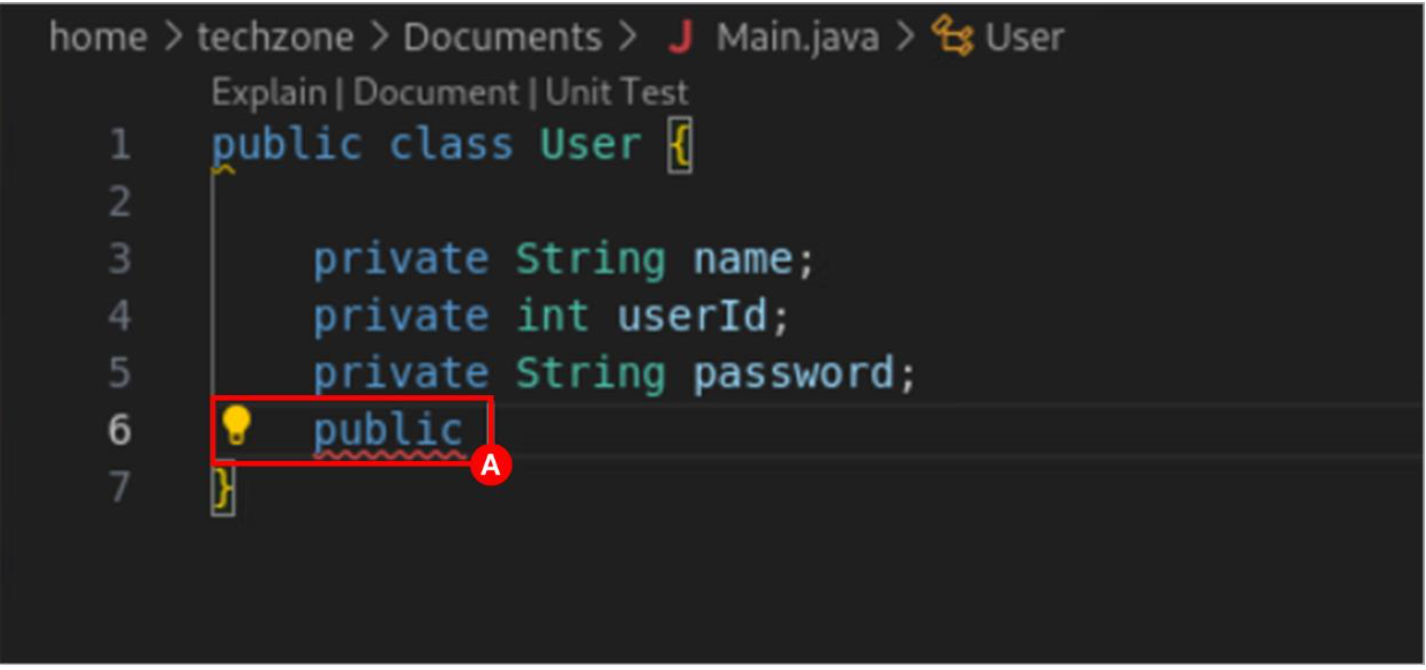 home > techzone > Documents > J Main.java > User
Explain | Document | Unit Test
1 public class User {
2
3 private String name;
4 private int userId;
5 private String password;
6 public
A
7 }